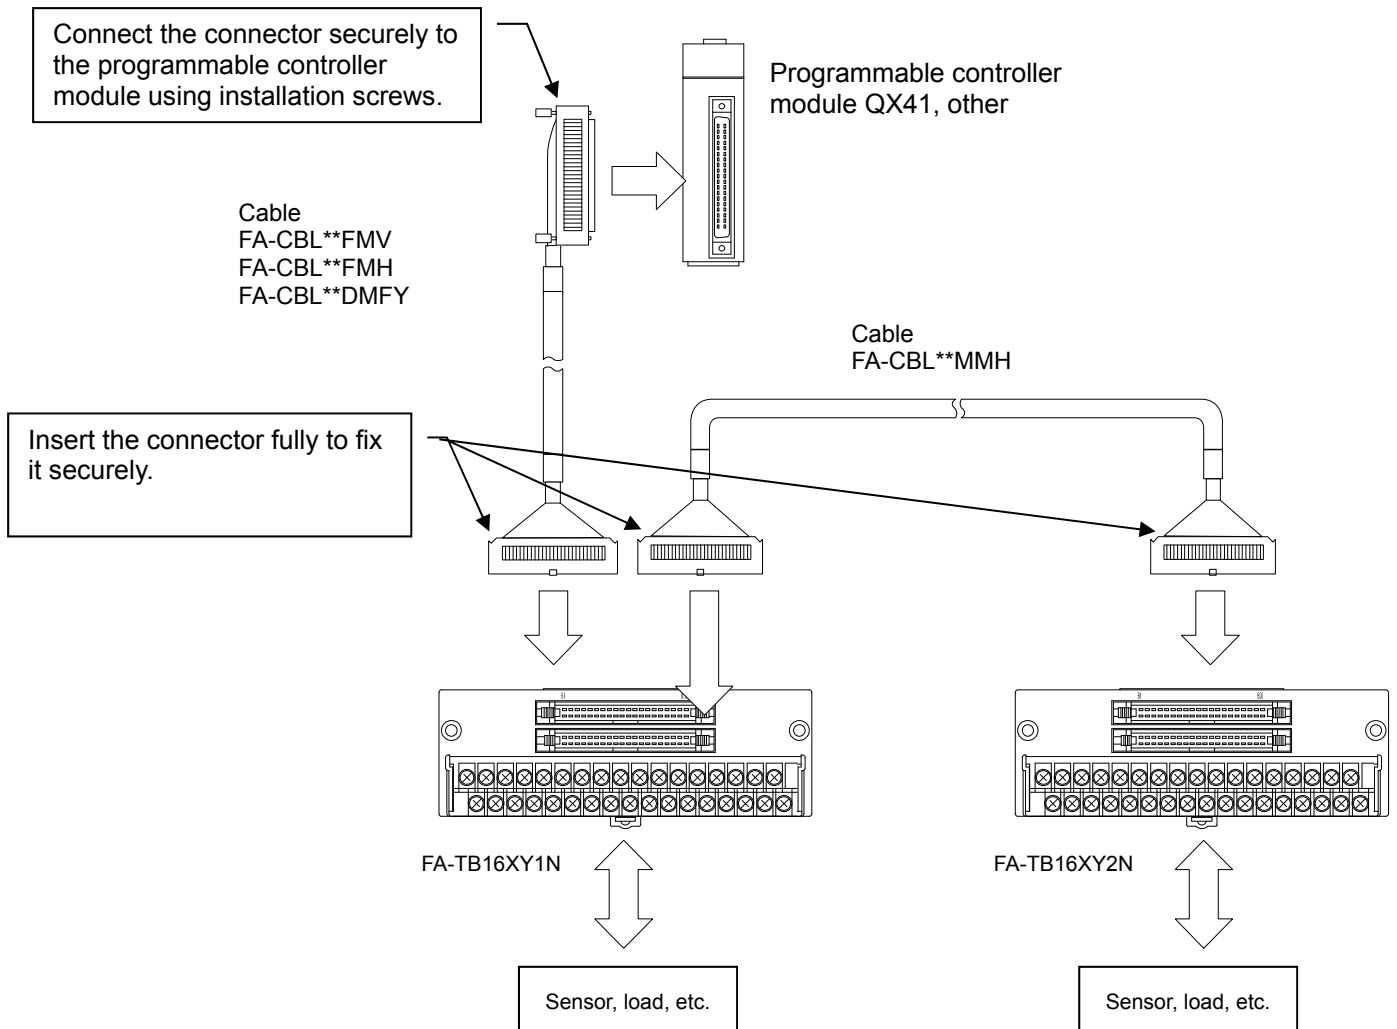 Connect the connector securely to
the programmable controller
module using installation screws.
Programmable controller
module QX41, other
Cable
FA-CBL**FMV
FA-CBL**FMH
FA-CBL**DMFY
Cable
FA-CBL**MMH
Insert the connector fully to fix
it securely.
FA-TB16XY1N
FA-TB16XY2N
Sensor, load, etc.
Sensor, load, etc.